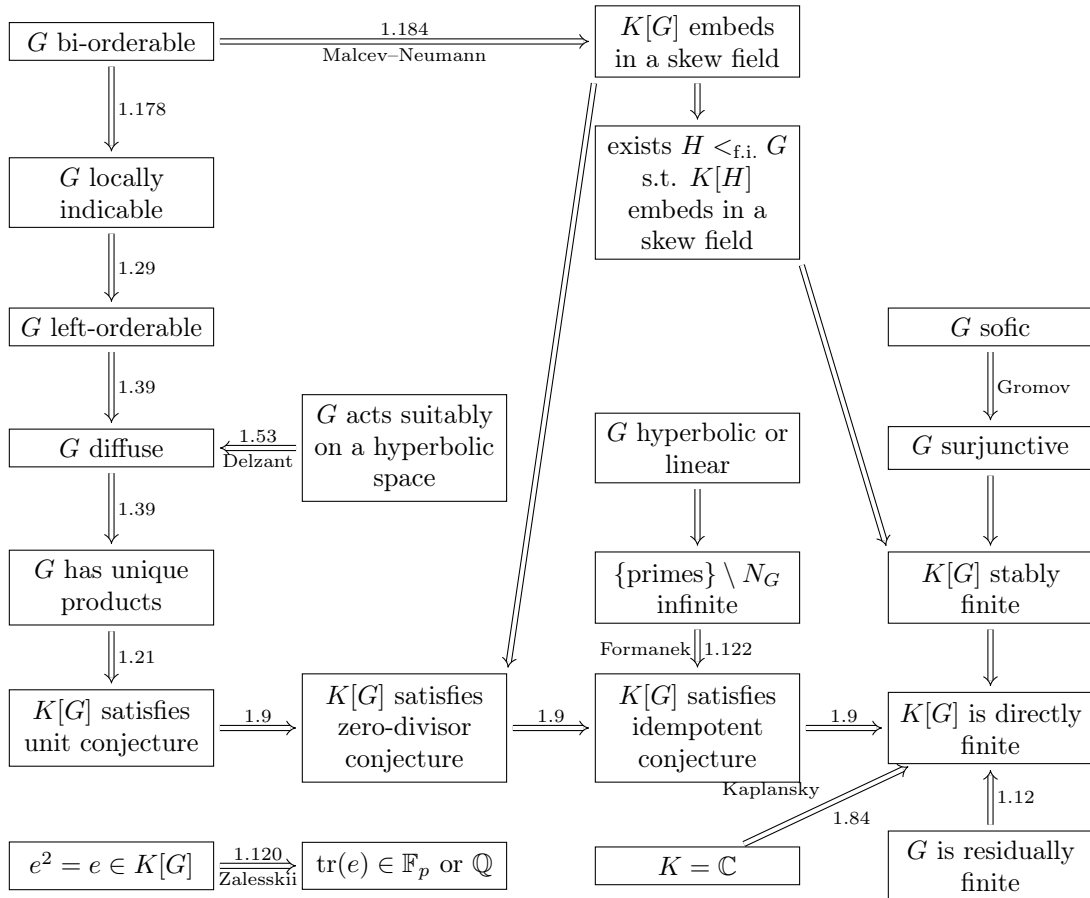 G bi-orderable
1.184
Malcev–Neumann
K[G] embeds
in a skew field
1.178
G locally
indicable
exists H <f.i. G
s.t. K[H]
embeds in a
skew field
1.29
G left-orderable
G sofic
1.39
Gromov
G diffuse
1.53
Delzant
G acts suitably
on a hyperbolic
space
G hyperbolic or
linear
G surjunctive
1.39
G has unique
products
{primes} \ N_G
infinite
K[G] stably
finite
1.21
Formanek
1.122
K[G] satisfies
unit conjecture
1.9
K[G] satisfies
zero-divisor
conjecture
1.9
K[G] satisfies
idempotent
conjecture
1.9
K[G] is directly
finite
Kaplansky
1.84
1.12
e² = e ∈ K[G]
1.120
Zalesskii
tr(e) ∈ 𝔽_p or ℚ
K = ℂ
G is residually
finite